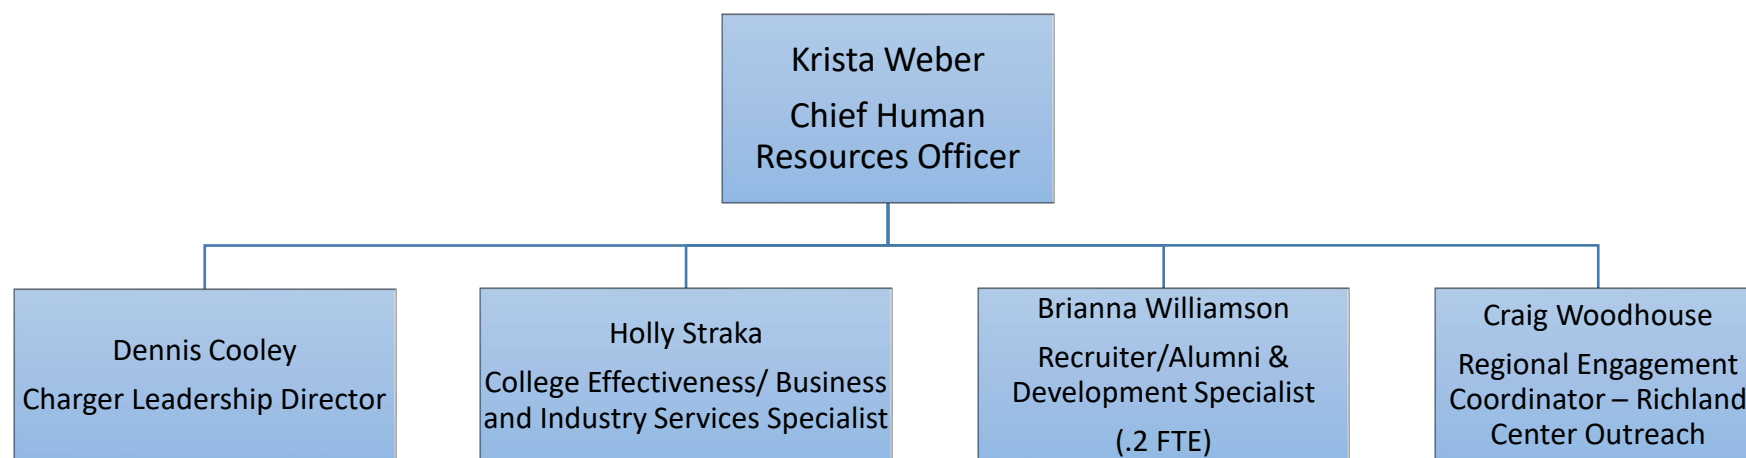 Krista Weber
Chief Human
Resources Officer
Dennis Cooley
Charger Leadership Director
Holly Straka
College Effectiveness/ Business
and Industry Services Specialist
Brianna Williamson
Recruiter/Alumni &
Development Specialist
(.2 FTE)
Craig Woodhouse
Regional Engagement
Coordinator – Richland
Center Outreach